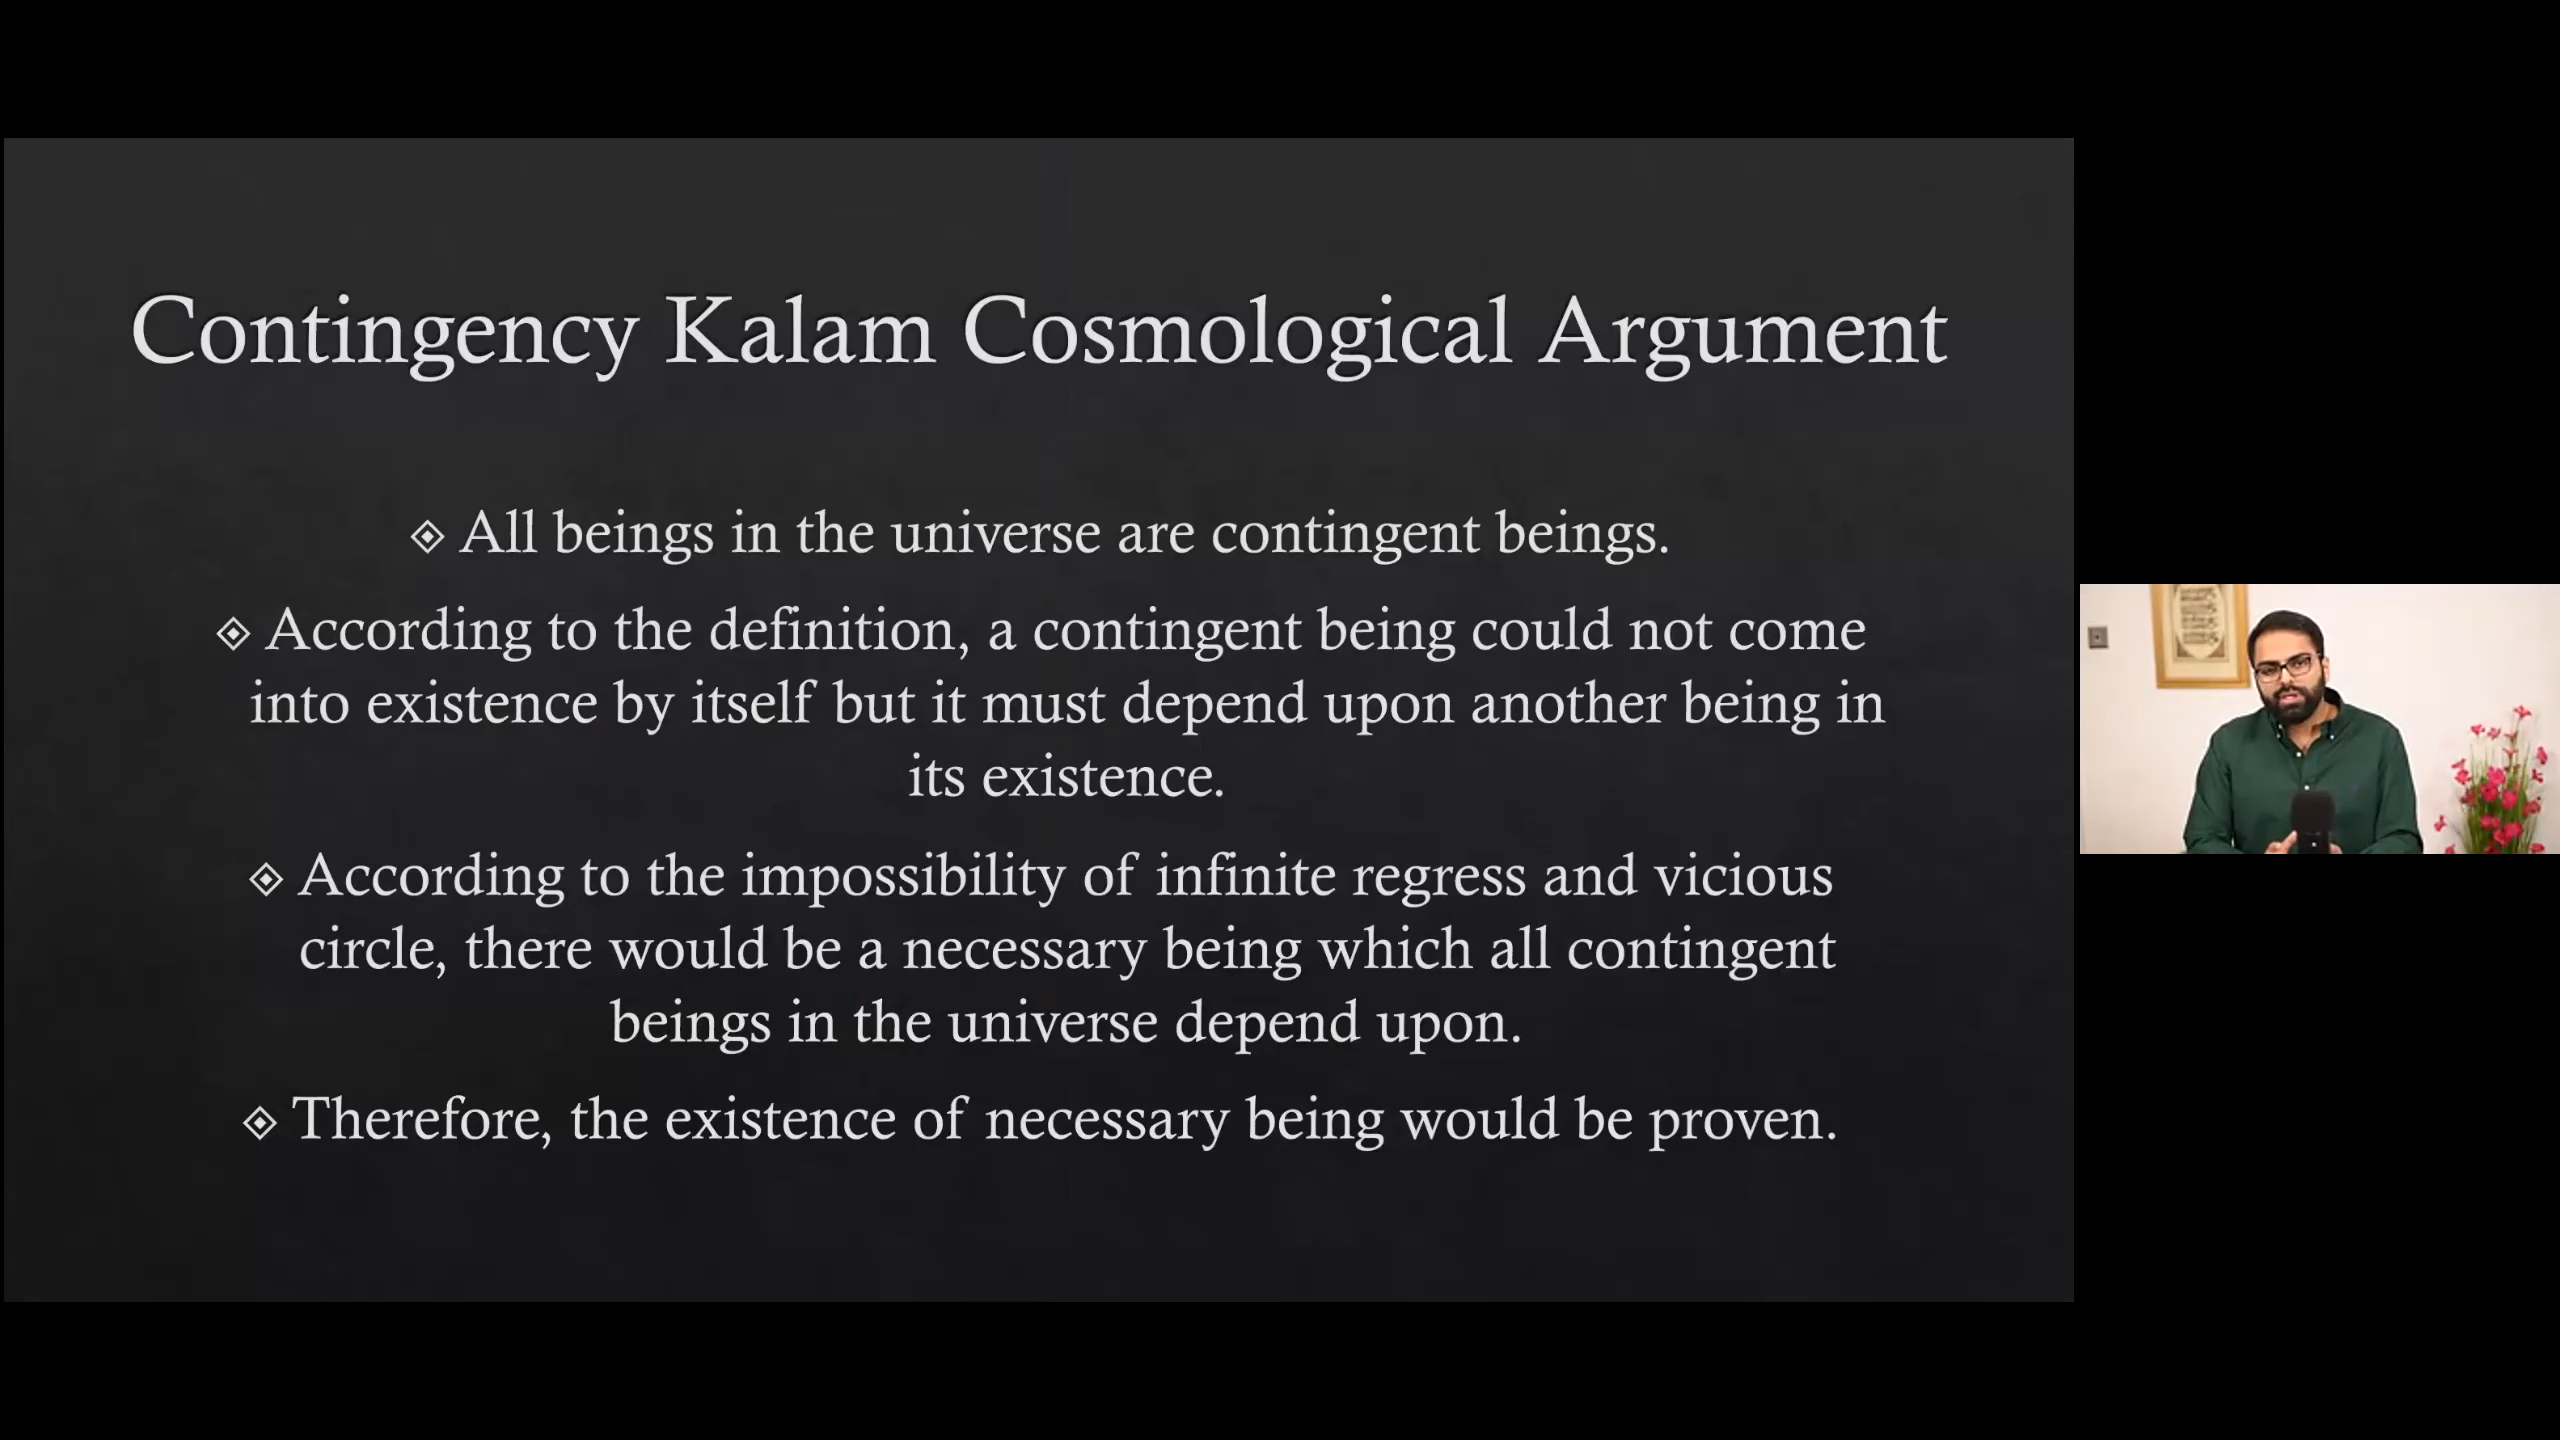 Contingency Kalam Cosmological Argument
All beings in the universe are contingent beings.
According to the definition, a contingent being could not come
into existence by itself but it must depend upon another being in
its existence.
According to the impossibility of infinite regress and vicious
circle, there would be a necessary being which all contingent
beings in the universe depend upon.
Therefore, the existence of necessary being would be proven.